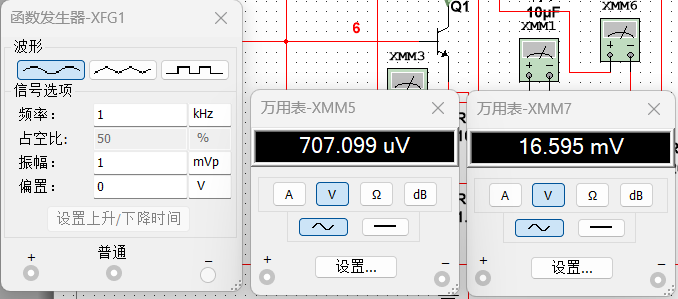 函数发生器-XFG1
波形
信号选项
频率:
1
kHz
占空比:
50
%
振幅:
1
mVp
偏置:
0
V
设置上升/下降时间
+
普通
−
6
Q1
10μF
XMM1
XMM6
XMM3
万用表-XMM5
707.099 uV
A
V
Ω
dB
设置...
+
−
R
R
1.
万用表-XMM7
16.595 mV
A
V
Ω
dB
设置...
+
−